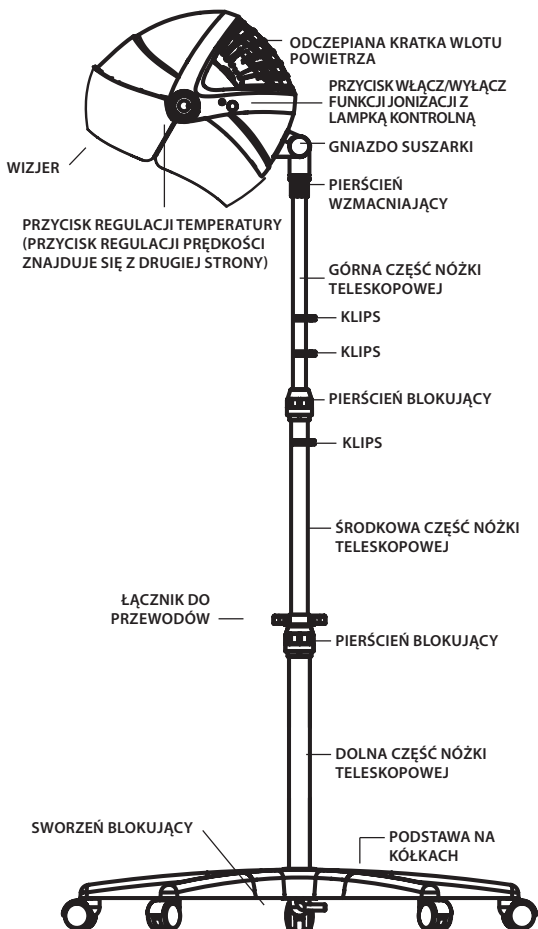 ODCZEPIANA KRATKA WLOTU
POWIETRZA
PRZYCISK WŁĄCZ/WYŁĄCZ
FUNKCJI JONIŻACJI Z
LAMPKĄ KONTROLNĄ
GNIAZDO SUSZARKI
WIZJER
PIERŚCIEŃ
WZMACNIAJĄCY
PRZYCISK REGULACJI TEMPERATURY
(PRZYCISK REGULACJI PRĘDKOŚCI
ZNAJDUJE SIĘ Z DRUGIEJ STRONY)
GÓRNA CZĘŚĆ NÓŻKI
TELESKOPOWEJ
KLIPS
KLIPS
PIERŚCIEŃ BLOKUJĄCY
KLIPS
ŚRODKOWA CZĘŚĆ NÓŻKI
TELESKOPOWEJ
ŁĄCZNIK DO
PRZEWODÓW
PIERŚCIEŃ BLOKUJĄCY
DOLNA CZĘŚĆ NÓŻKI
TELESKOPOWEJ
SWORZEŃ BLOKUJĄCY
PODSTAWA NA
KÓŁKACH